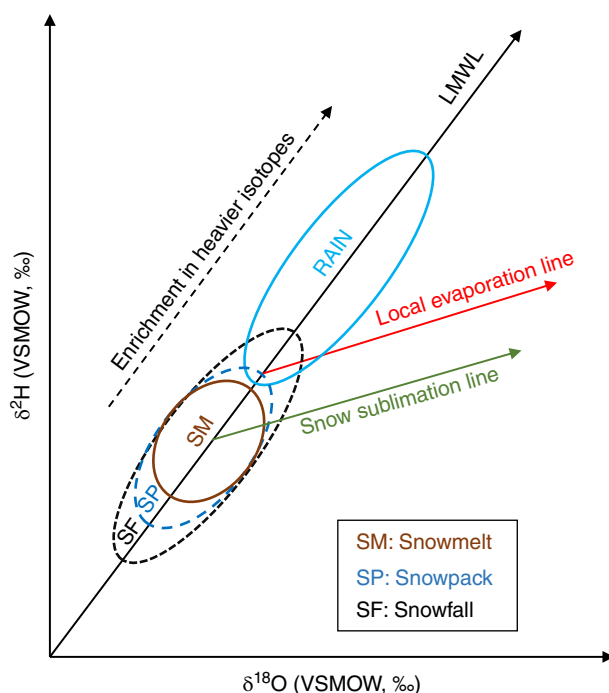 LMWL
Enrichment in heavier isotopes
RAIN
Local evaporation line
Snow sublimation line
SM
SP
SF
δ²H (VSMOW, ‰)
SM: Snowmelt
SP: Snowpack
SF: Snowfall
δ¹⁸O (VSMOW, ‰)